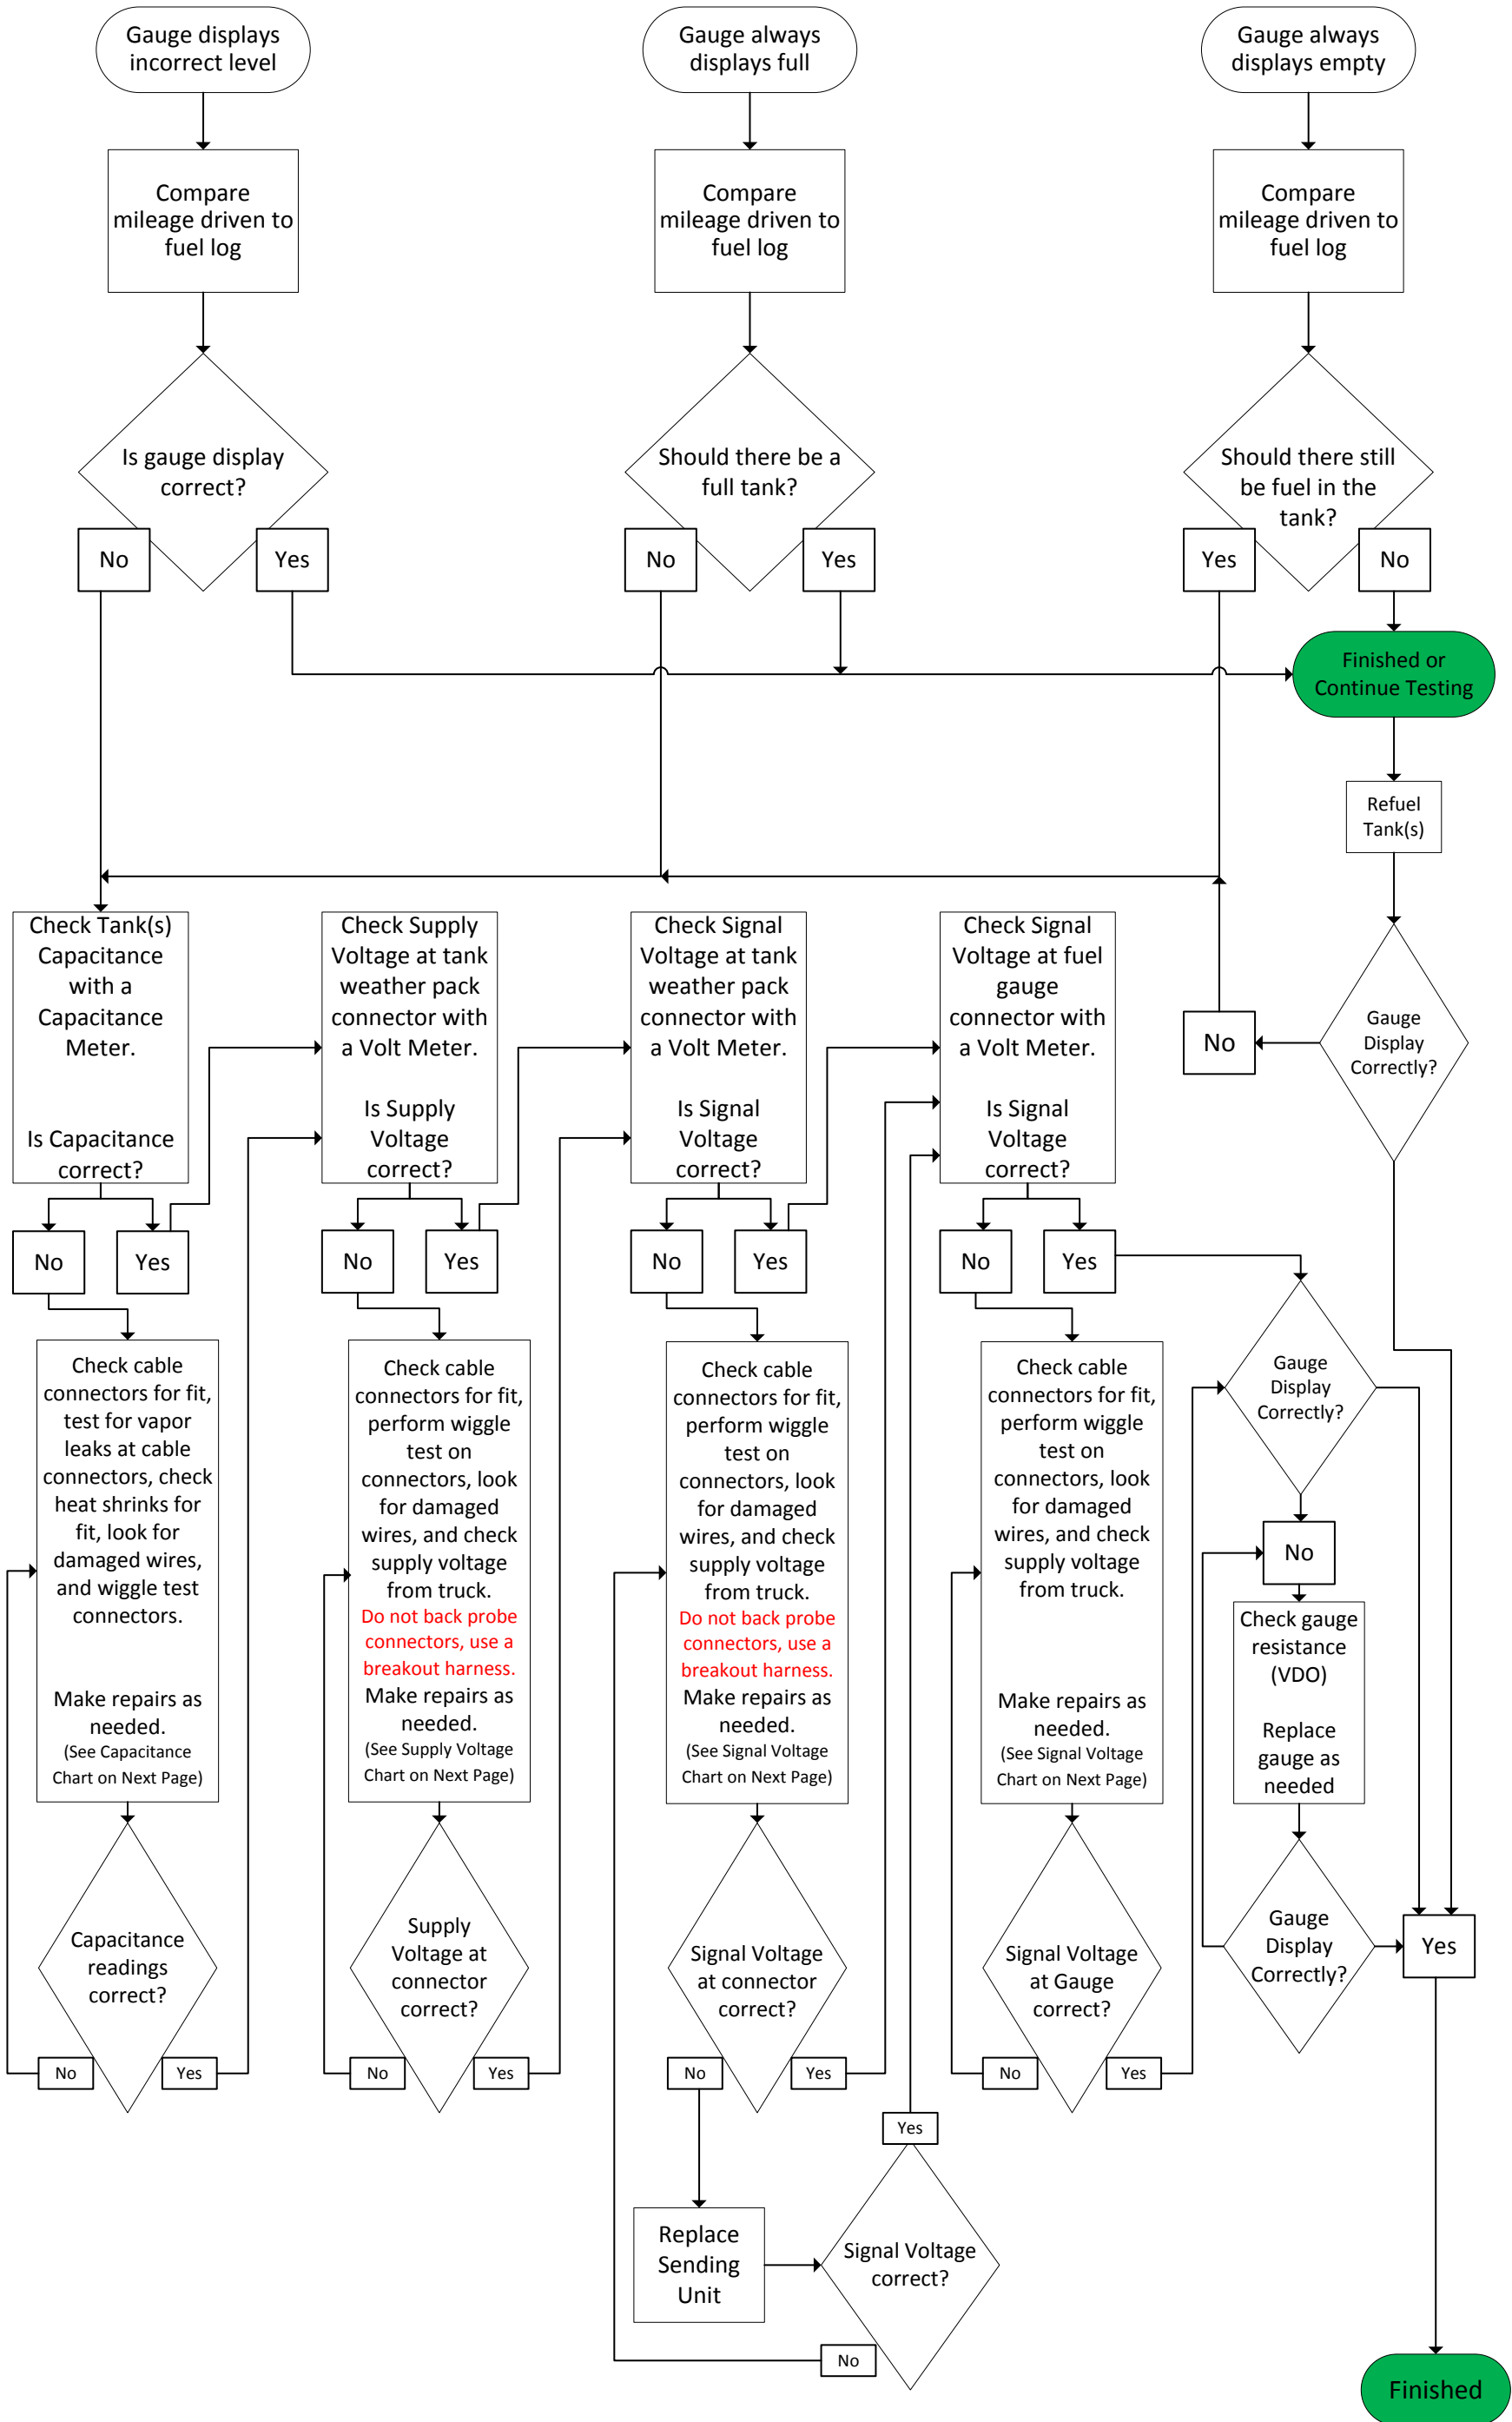 Gauge displays
incorrect level
Gauge always
displays full
Gauge always
displays empty
Compare
mileage driven to
fuel log
Compare
mileage driven to
fuel log
Compare
mileage driven to
fuel log
Is gauge display
correct?
Should there be a
full tank?
Should there still
be fuel in the
tank?
No
Yes
No
Yes
Yes
No
Finished or
Continue Testing
Refuel
Tank(s)
Gauge
Display
Correctly?
No
Check Tank(s)
Capacitance
with a
Capacitance
Meter.
Is Capacitance
correct?
Check Supply
Voltage at tank
weather pack
connector with
a Volt Meter.
Is Supply
Voltage
correct?
Check Signal
Voltage at tank
weather pack
connector with
a Volt Meter.
Is Signal
Voltage
correct?
Check Signal
Voltage at fuel
gauge
connector with
a Volt Meter.
Is Signal
Voltage
correct?
No
Yes
No
Yes
No
Yes
No
Yes
Check cable
connectors for fit,
test for vapor
leaks at cable
connectors, check
heat shrinks for
fit, look for
damaged wires,
and wiggle test
connectors.
Make repairs as
needed.
(See Capacitance
Chart on Next Page)
Check cable
connectors for fit,
perform wiggle
test on
connectors, look
for damaged
wires, and check
supply voltage
from truck.
Do not back probe
connectors, use a
breakout harness.
Make repairs as
needed.
(See Supply Voltage
Chart on Next Page)
Check cable
connectors for fit,
perform wiggle
test on
connectors, look
for damaged
wires, and check
supply voltage
from truck.
Do not back probe
connectors, use a
breakout harness.
Make repairs as
needed.
(See Signal Voltage
Chart on Next Page)
Check cable
connectors for fit,
perform wiggle
test on
connectors, look
for damaged
wires, and check
supply voltage
from truck.
Make repairs as
needed.
(See Signal Voltage
Chart on Next Page)
Gauge
Display
Correctly?
No
Check gauge
resistance
(VDO)
Replace
gauge as
needed
Gauge
Display
Correctly?
Yes
Capacitance
readings
correct?
No
Yes
Supply
Voltage at
connector
correct?
No
Yes
Signal Voltage
at connector
correct?
No
Yes
Signal Voltage
at Gauge
correct?
No
Yes
Yes
Replace
Sending
Unit
Signal Voltage
correct?
No
Finished